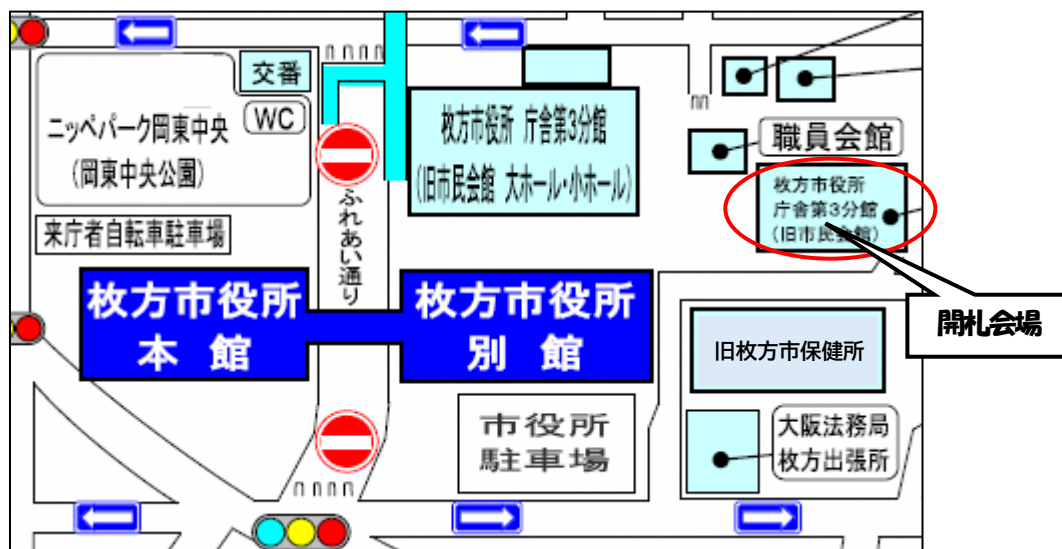 交番
WC
ニッペパーク岡東中央
(岡東中央公園)
来庁者自転車駐車場
ふれあい通り
枚方市役所 庁舎第3分館
(旧市民会館 大ホール・小ホール)
職員会館
枚方市役所
庁舎第3分館
(旧市民会館)
開札会場
枚方市役所
本 館
枚方市役所
別 館
旧枚方市保健所
市役所
駐車場
大阪法務局
枚方出張所